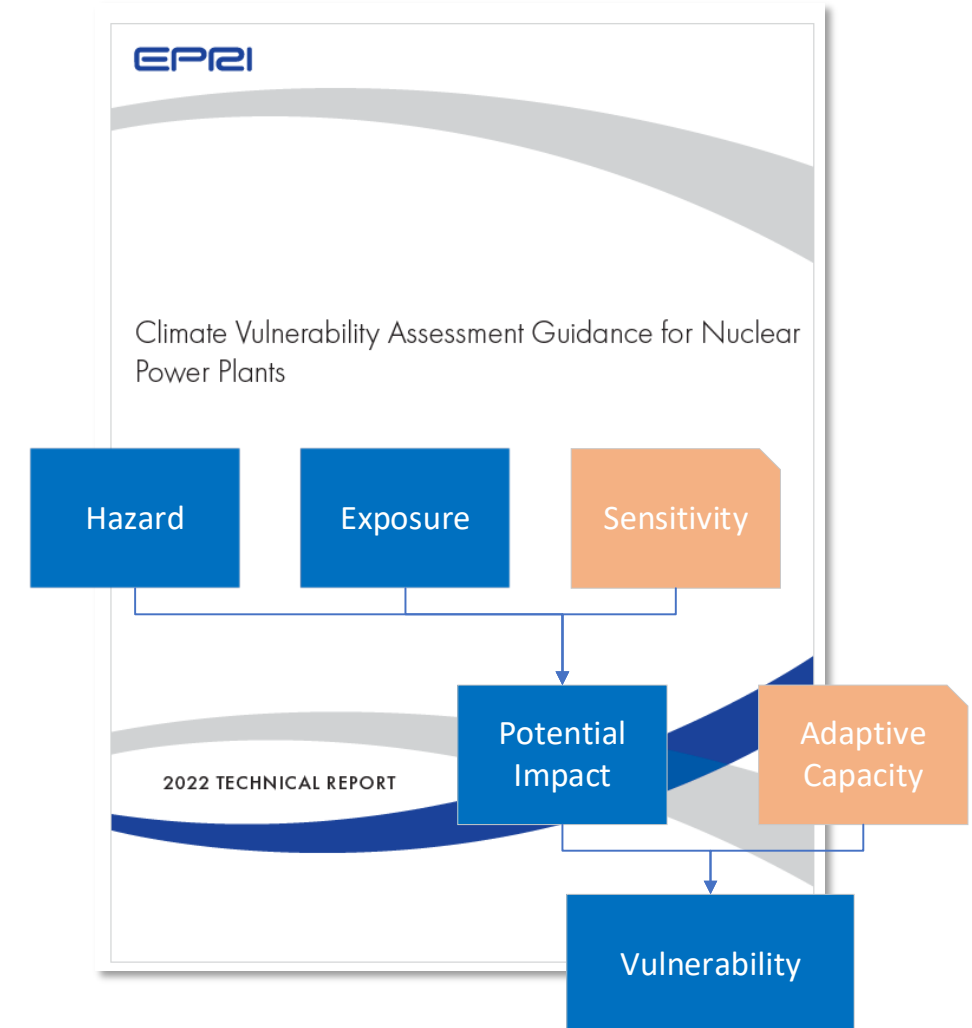 EPRI
Climate Vulnerability Assessment Guidance for Nuclear
Power Plants
Hazard
Exposure
Sensitivity
Potential
Impact
Adaptive
Capacity
2022 TECHNICAL REPORT
Vulnerability